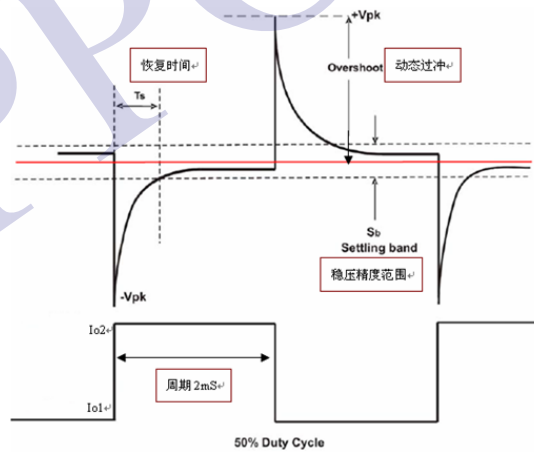 +Vpk
恢复时间
Overshoot
动态过冲
Ts
Sb
Settling band
稳压精度范围
-Vpk
Io2
周期 2mS
Io1
50% Duty Cycle